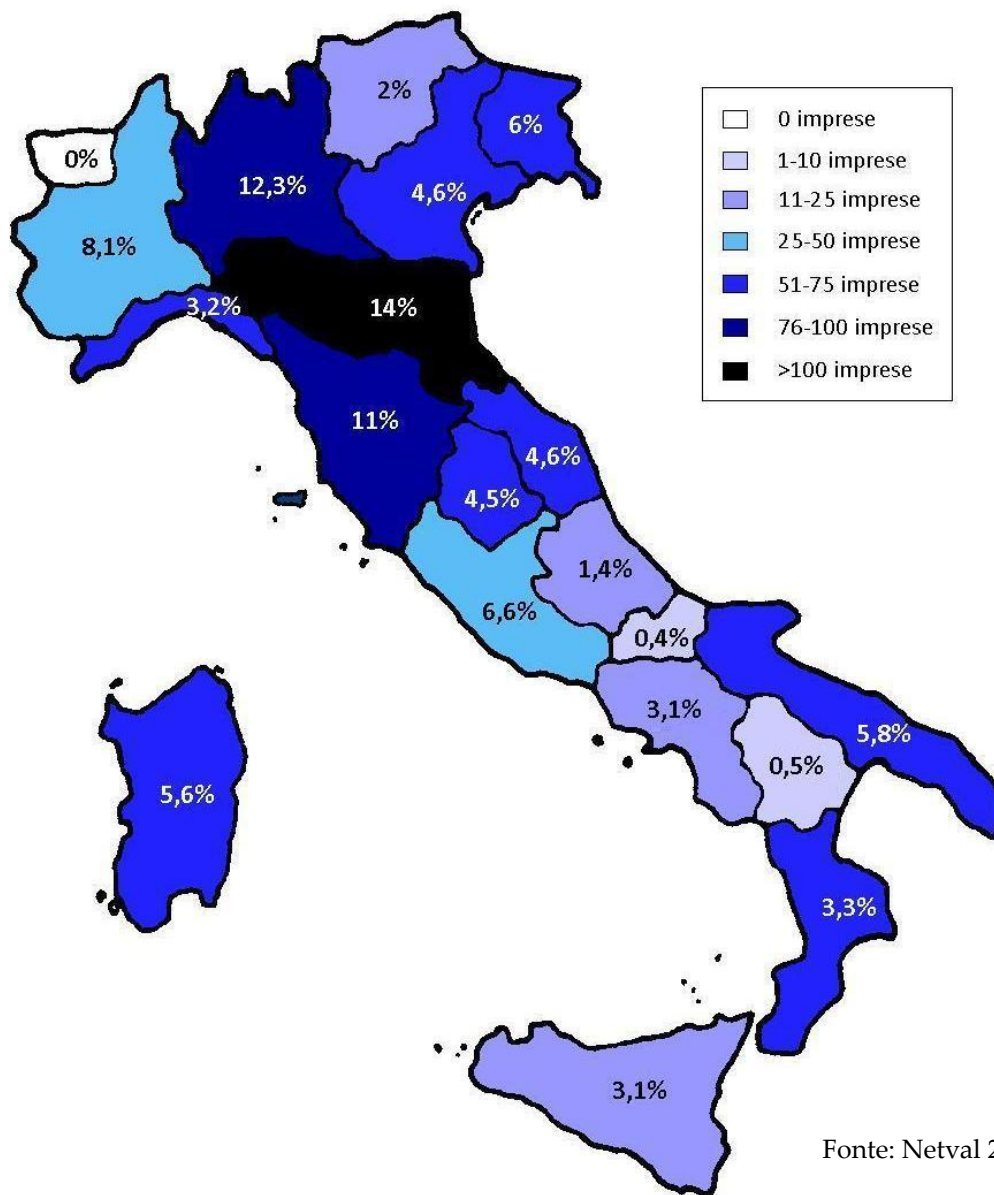 2%
6%
0%
12,3%
4,6%
8,1%
3,2%
14%
11%
4,6%
4,5%
1,4%
6,6%
0,4%
3,1%
5,8%
0,5%
5,6%
3,3%
3,1%
0 imprese
1-10 imprese
11-25 imprese
25-50 imprese
51-75 imprese
76-100 imprese
>100 imprese
Fonte: Netval 2